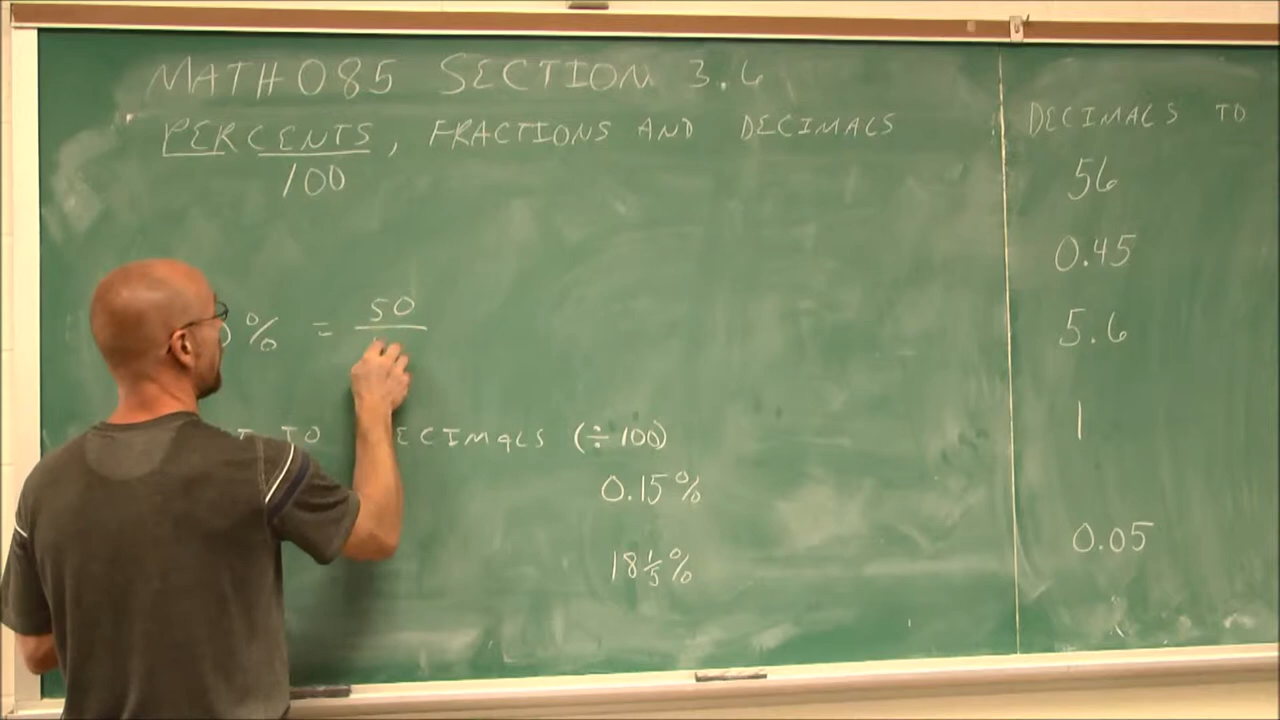 MATH 085 SECTION 3.6
PERCENTS, FRACTIONS AND DECIMALS
100
0% = 50
TO DECIMALS (÷100)
0.15%
18 1/5%
DECIMALS TO
56
0.45
5.6
1
0.05